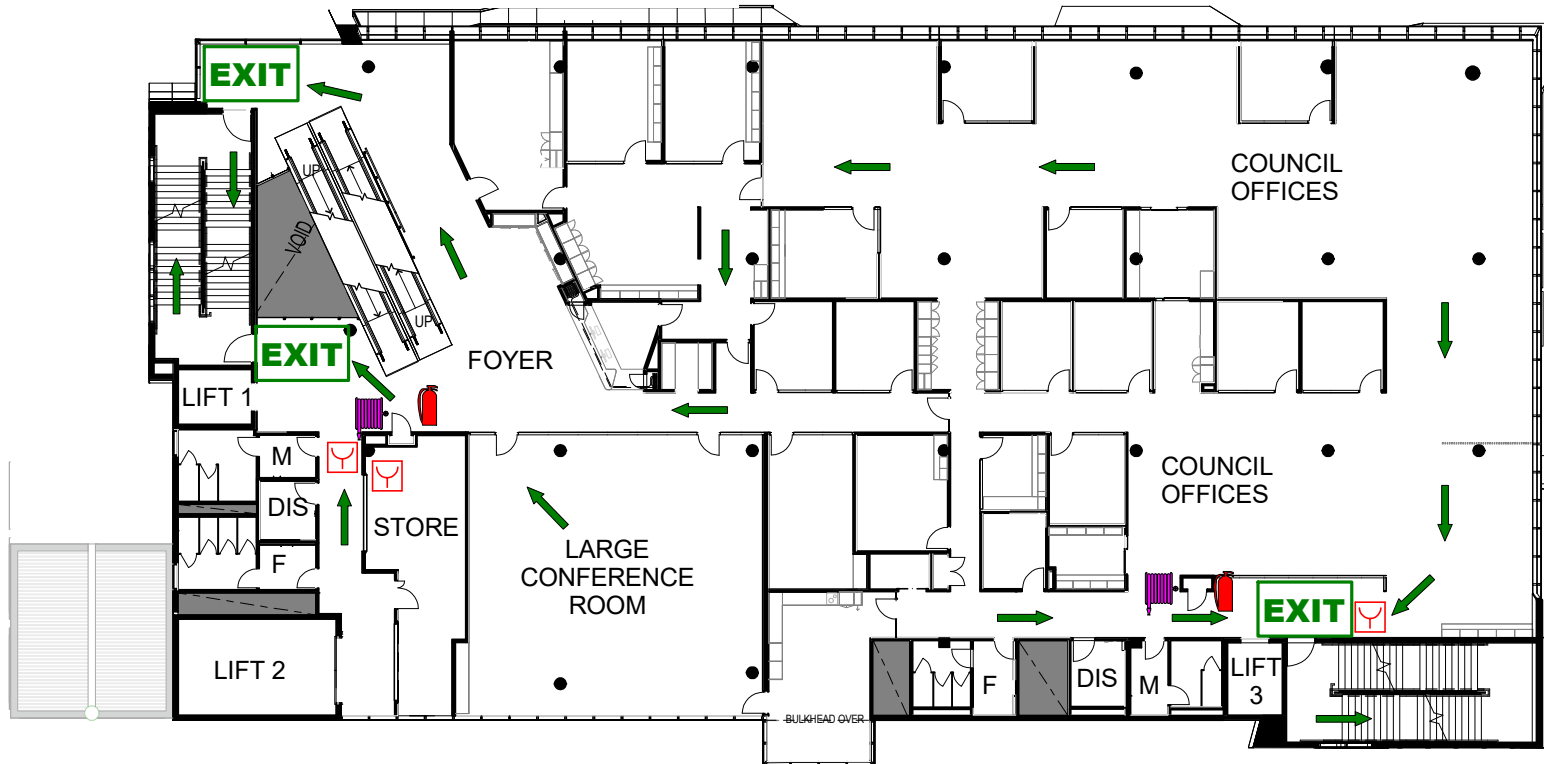 EXIT
COUNCIL
OFFICES
UP
VOID
UP
EXIT
FOYER
LIFT 1
M
COUNCIL
OFFICES
DIS
STORE
LARGE
CONFERENCE
ROOM
F
EXIT
LIFT 2
F
DIS
M
LIFT
3
BULKHEAD OVER